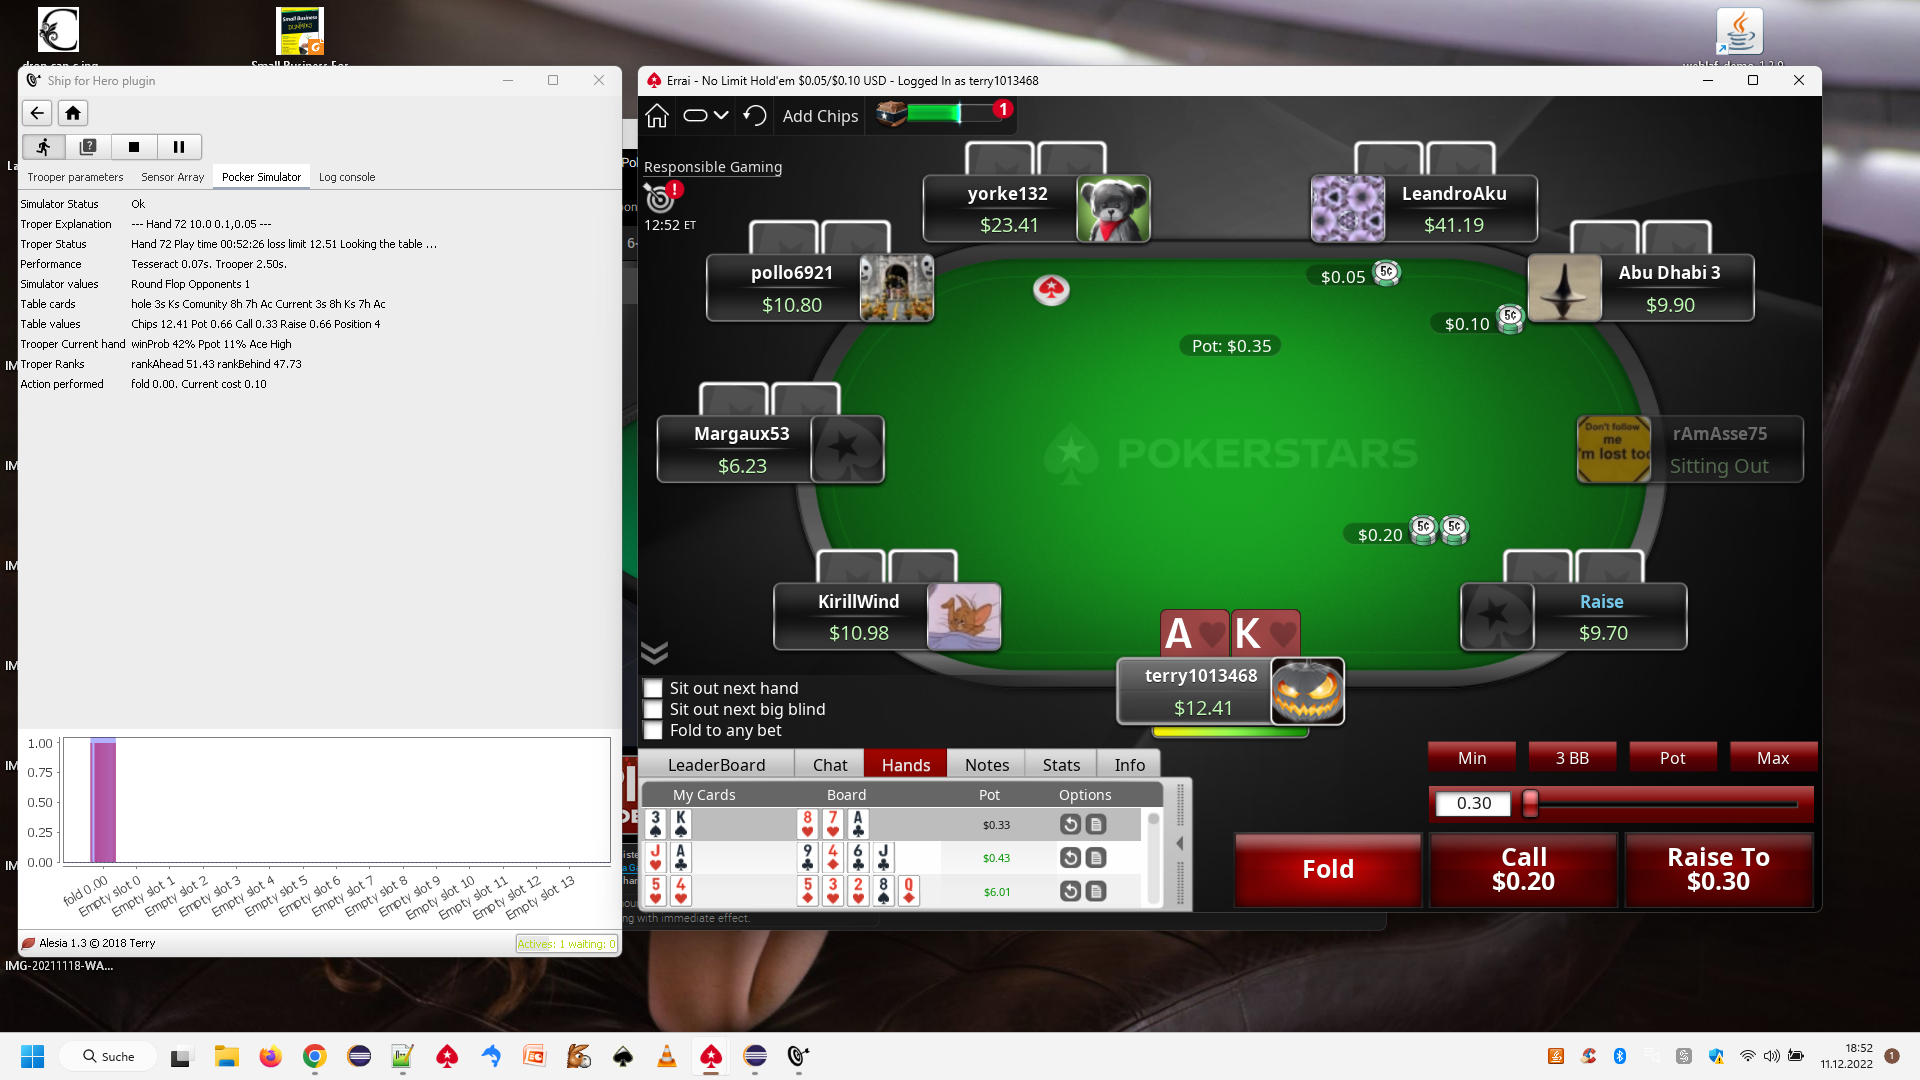 Small Business
DUMMIES
Ship for Hero plugin
Trooper parameters Sensor Array Pocker Simulator Log console
Simulator Status Ok
Troper Explanation --- Hand 72 10.0 0.1,0.05 ---
Troper Status Hand 72 Play time 00:52:26 loss limit 12.51 Looking the table ...
Performance Tesseract 0.07s. Trooper 2.50s.
Simulator values Round Flop Opponents 1
Table cards hole 3s Ks Comunity 8h 7h Ac Current 3s 8h Ks 7h Ac
Table values Chips 12.41 Pot 0.66 Call 0.33 Raise 0.66 Position 4
Trooper Current hand winProb 42% Ppot 11% Ace High
Troper Ranks rankAhead 51.43 rankBehind 47.73
Action performed fold 0.00. Current cost 0.10
1.00
0.75
0.50
0.25
0.00
fold 0.00
Empty slot 0
Empty slot 1
Empty slot 2
Empty slot 3
Empty slot 4
Empty slot 5
Empty slot 6
Empty slot 7
Empty slot 8
Empty slot 9
Empty slot 10
Empty slot 11
Empty slot 12
Empty slot 13
Alesia 1.3 © 2018 Terry
Actives: 1 waiting: 0
IMG-20211118-WA...
Errai - No Limit Hold'em $0.05/$0.10 USD - Logged In as terry1013468
Add Chips
1
Responsible Gaming
!
12:52 ET
yorke132
$23.41
LeandroAku
$41.19
pollo6921
$10.80
Abu Dhabi 3
$9.90
$0.05 5¢
$0.10 5¢
Pot: $0.35
Margaux53
$6.23
POKERSTARS
Don't follow
me
I'm lost too
rAmAsse75
Sitting Out
$0.20 5¢ 5¢
KirillWind
$10.98
A K
Raise
$9.70
terry1013468
$12.41
Sit out next hand
Sit out next big blind
Fold to any bet
LeaderBoard Chat Hands Notes Stats Info
My Cards Board Pot Options
3 K 8 7 A $0.33
J A 9 4 6 J $0.43
5 4 5 3 2 8 Q $6.01
ng with immediate effect.
Min 3 BB Pot Max
0.30
Fold
Call
$0.20
Raise To
$0.30
Suche
18:52
11.12.2022
1